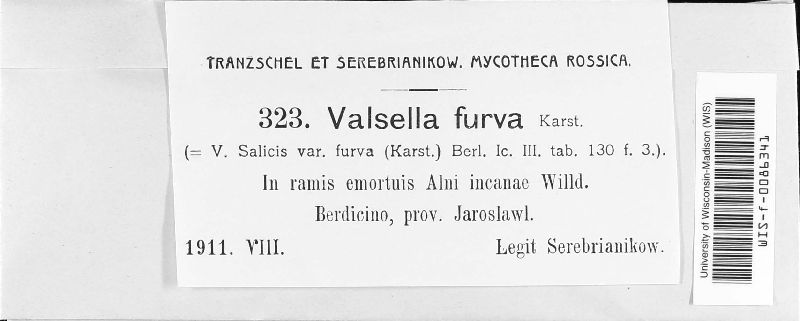 TRANZSCHEL ET SEREBRIANIKOW. MYCOTHECA ROSSICA.
323. Valsella furva Karst.
(= V. Salicis var. furva (Karst.) Berl. Ic. III. tab. 130 f. 3.).
In ramis emortuis Alni incanae Willd.
Berdicino, prov. Jaroslawl.
1911. VIII. Legit Serebrianikow.
University of Wisconsin-Madison (WIS)
WIS-f-0086341